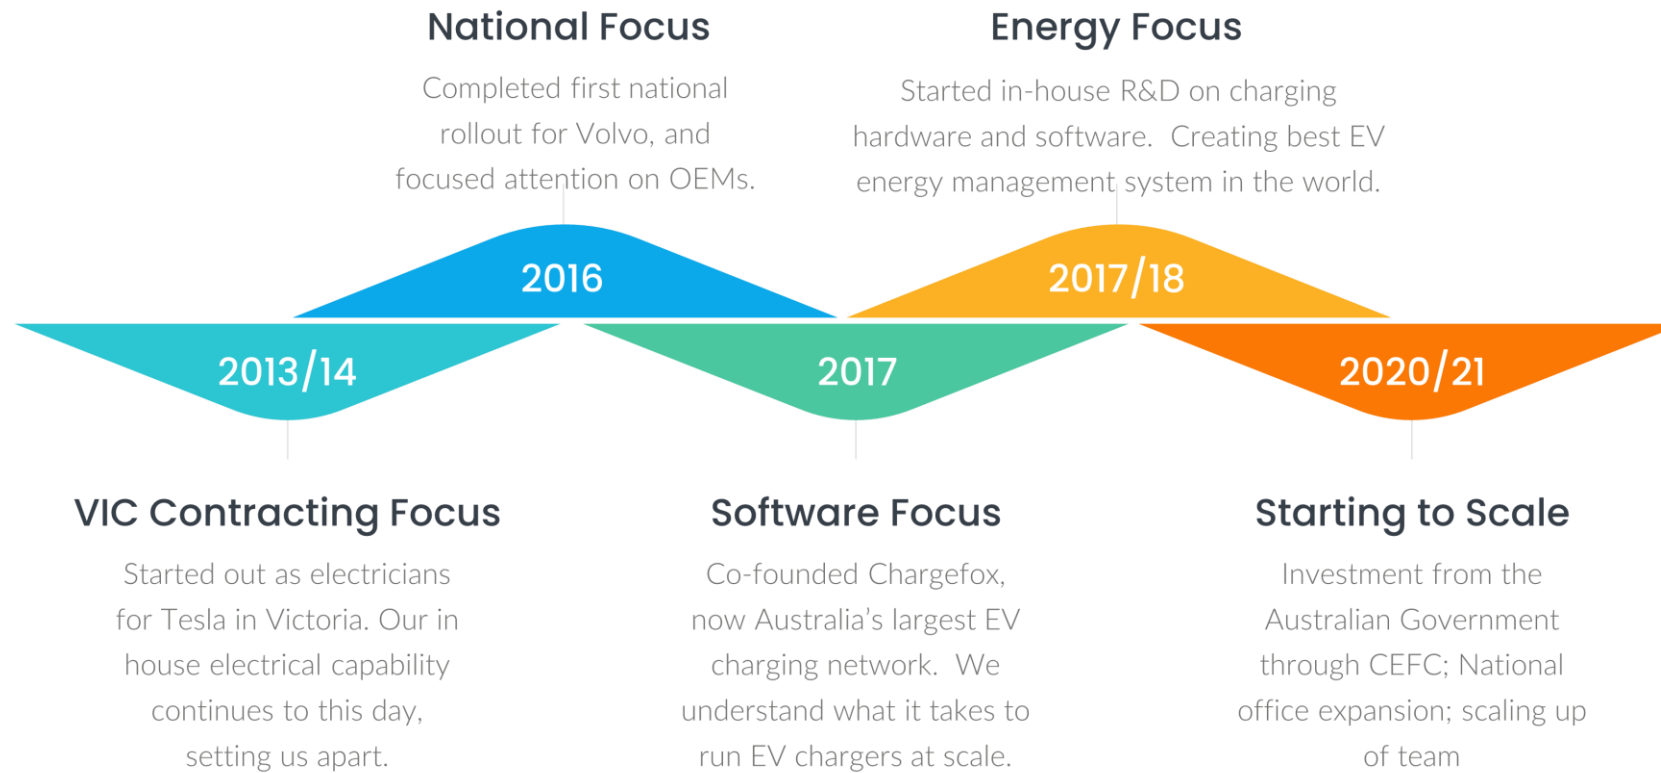 National Focus
Completed first national
rollout for Volvo, and
focused attention on OEMs.
Energy Focus
Started in-house R&D on charging
hardware and software.  Creating best EV
energy management system in the world.
2016
2017/18
2013/14
2017
2020/21
VIC Contracting Focus
Started out as electricians
for Tesla in Victoria. Our in
house electrical capability
continues to this day,
setting us apart.
Software Focus
Co-founded Chargefox,
now Australia’s largest EV
charging network.  We
understand what it takes to
run EV chargers at scale.
Starting to Scale
Investment from the
Australian Government
through CEFC; National
office expansion; scaling up
of team